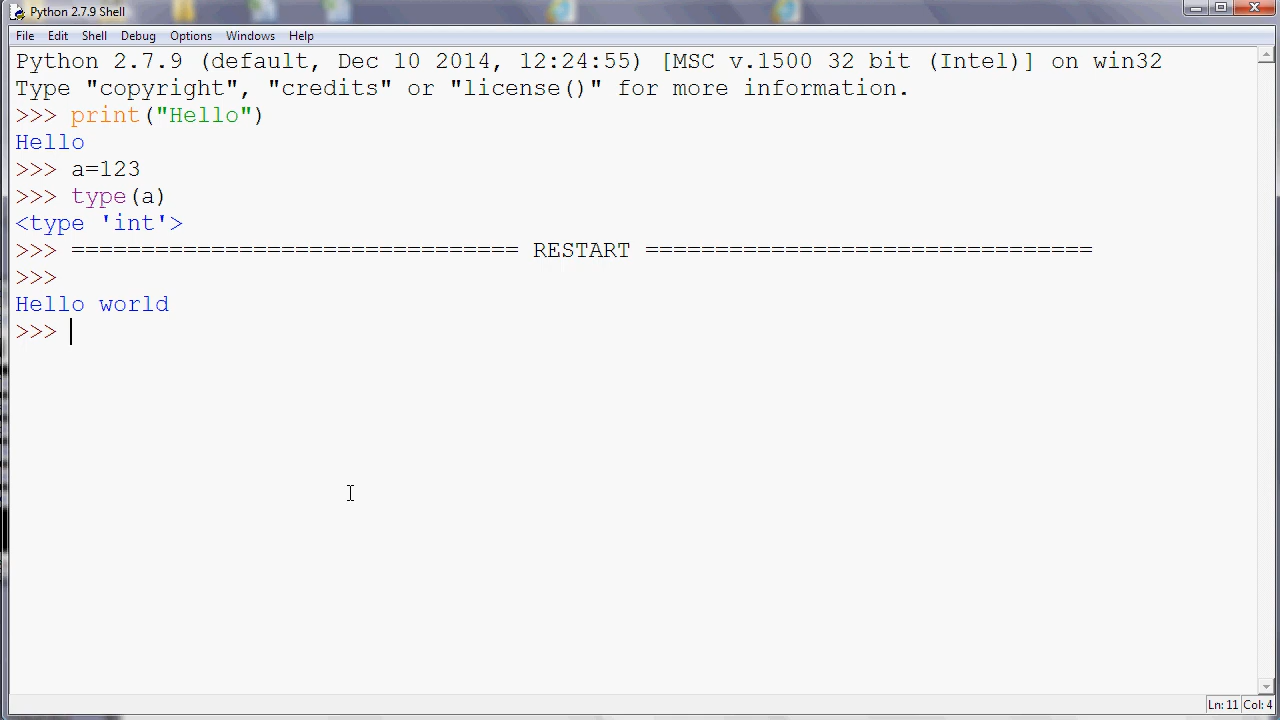 Python 2.7.9 Shell
File Edit Shell Debug Options Windows Help
Python 2.7.9 (default, Dec 10 2014, 12:24:55) [MSC v.1500 32 bit (Intel)] on win32
Type "copyright", "credits" or "license()" for more information.
>>> print("Hello")
Hello
>>> a=123
>>> type(a)
<type 'int'>
>>> ================================ RESTART ================================
>>>
Hello world
>>>
Ln: 11 Col: 4